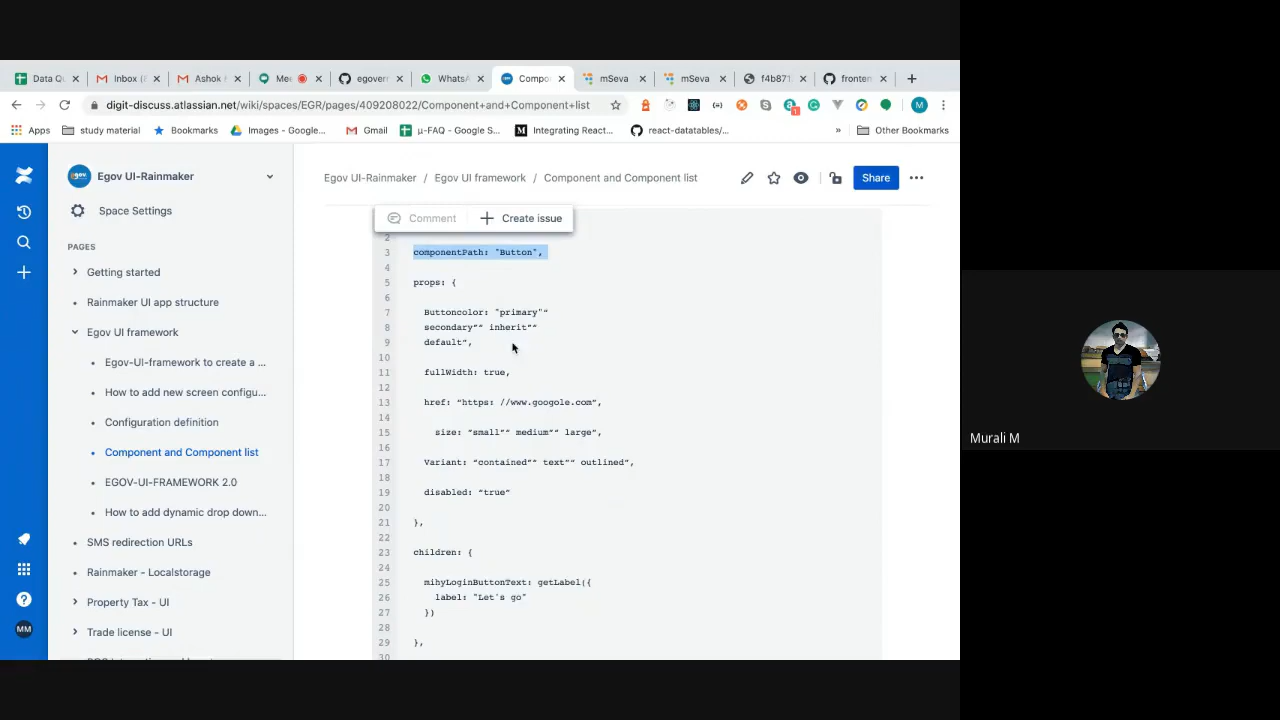 Data Qu
Inbox (
Ashok
Mee
egover
WhatsA
Compo
mSeva
mSeva
f4b871
fronten
digit-discuss.atlassian.net/wiki/spaces/EGR/pages/409208022/Component+and+Component+list
1
M
Apps
study material
Bookmarks
Images - Google...
Gmail
µ-FAQ - Google S...
Integrating React...
react-datatables/...
»
Other Bookmarks
Egov UI-Rainmaker
Space Settings
PAGES
Getting started
Rainmaker UI app structure
Egov UI framework
Egov-UI-framework to create a ...
How to add new screen configu...
Configuration definition
Component and Component list
EGOV-UI-FRAMEWORK 2.0
How to add dynamic drop down...
SMS redirection URLs
Rainmaker - Localstorage
Property Tax - UI
Trade license - UI
MM
Egov UI-Rainmaker / Egov UI framework / Component and Component list
Share
Comment
Create issue
2
3 componentPath: "Button",
4
5 props: {
6
7 Buttoncolor: "primary"“
8 secondary”“ inherit”“
9 default”,
10
11 fullWidth: true,
12
13 href: “https: //www.googole.com”,
14
15 size: “small”“ medium”“ large”,
16
17 Variant: “contained”“ text”“ outlined”,
18
19 disabled: “true”
20
21 },
22
23 children: {
24
25 mihyLoginButtonText: getLabel({
26 label: "Let's go"
27 })
28
29 },
30
Murali M